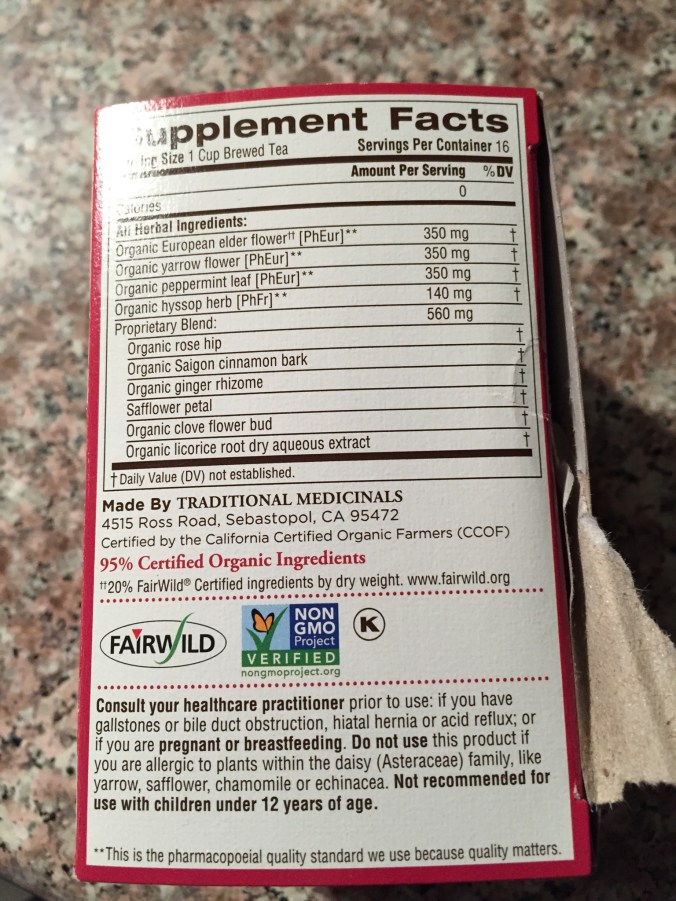 Supplement Facts
Size 1 Cup Brewed Tea Servings Per Container 16
Amount Per Serving %DV
Calories 0
All Herbal Ingredients:
Organic European elder flower†† [PhEur]** 350 mg †
Organic yarrow flower [PhEur]** 350 mg †
Organic peppermint leaf [PhEur]** 350 mg †
Organic hyssop herb [PhFr]** 140 mg †
Proprietary Blend: 560 mg
Organic rose hip †
Organic Saigon cinnamon bark †
Organic ginger rhizome †
Safflower petal †
Organic clove flower bud †
Organic licorice root dry aqueous extract †
† Daily Value (DV) not established.
Made By TRADITIONAL MEDICINALS
4515 Ross Road, Sebastopol, CA 95472
Certified by the California Certified Organic Farmers (CCOF)
95% Certified Organic Ingredients
††20% FairWild® Certified ingredients by dry weight. www.fairwild.org
FAIRWILD
NON
GMO
Project
VERIFIED
nongmoproject.org
K
Consult your healthcare practitioner prior to use: if you have
gallstones or bile duct obstruction, hiatal hernia or acid reflux; or
if you are pregnant or breastfeeding. Do not use this product if
you are allergic to plants within the daisy (Asteraceae) family, like
yarrow, safflower, chamomile or echinacea. Not recommended for
use with children under 12 years of age.
**This is the pharmacopoeial quality standard we use because quality matters.